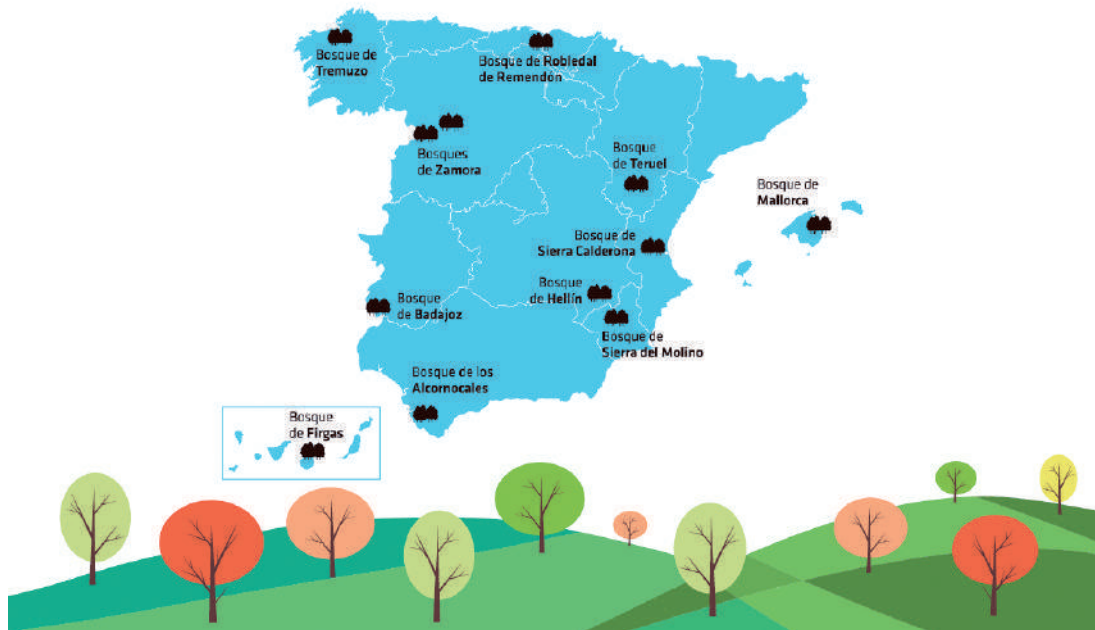 Bosque de
Tremuzo
Bosque de Robledal
de Remendón
Bosques
de Zamora
Bosque
de Teruel
Bosque de
Mallorca
Bosque de
Sierra Calderona
Bosque
de Hellín
Bosque
de Badajoz
Bosque de
Sierra del Molino
Bosque de los
Alcornocales
Bosque
de Firgas